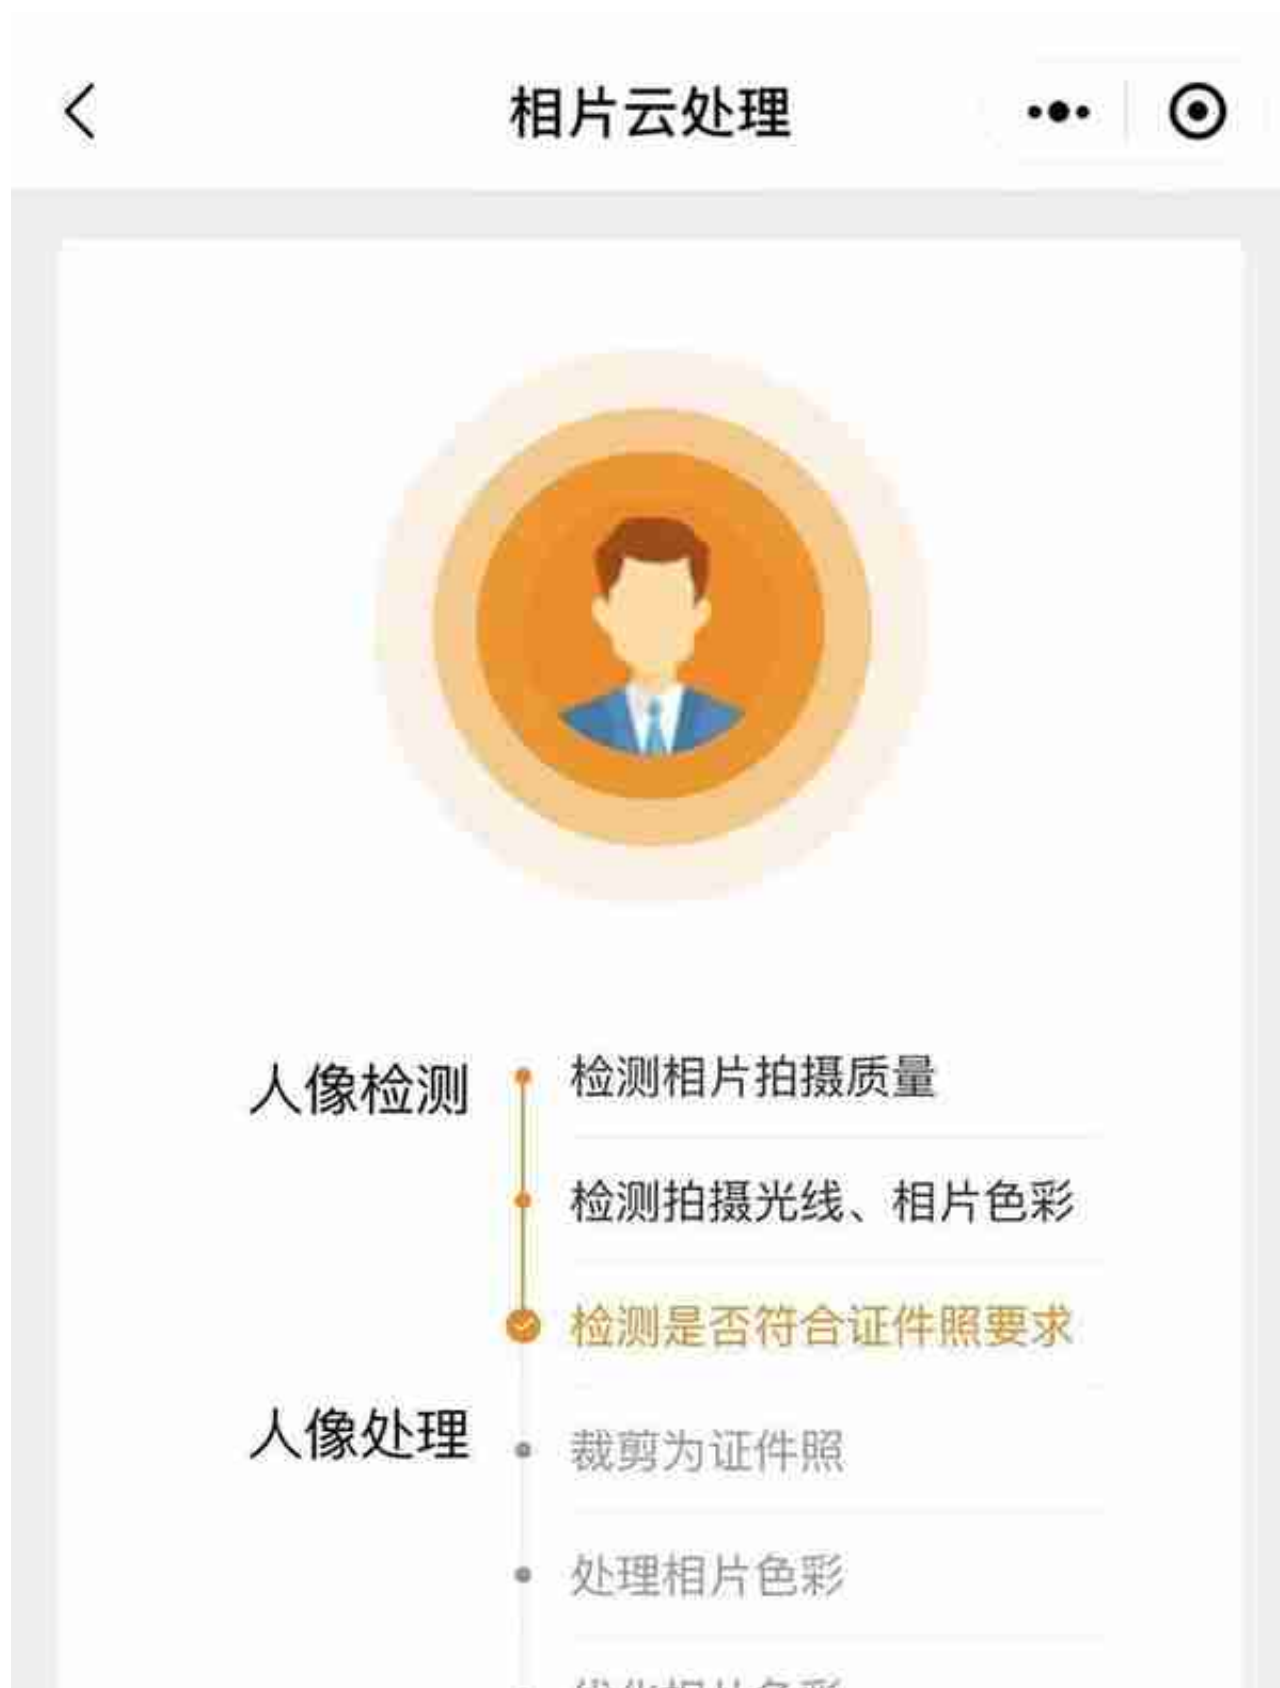 相片云处理
人像检测
检测相片拍摄质量
检测拍摄光线、相片色彩
检测是否符合证件照要求
人像处理
裁剪为证件照
处理相片色彩